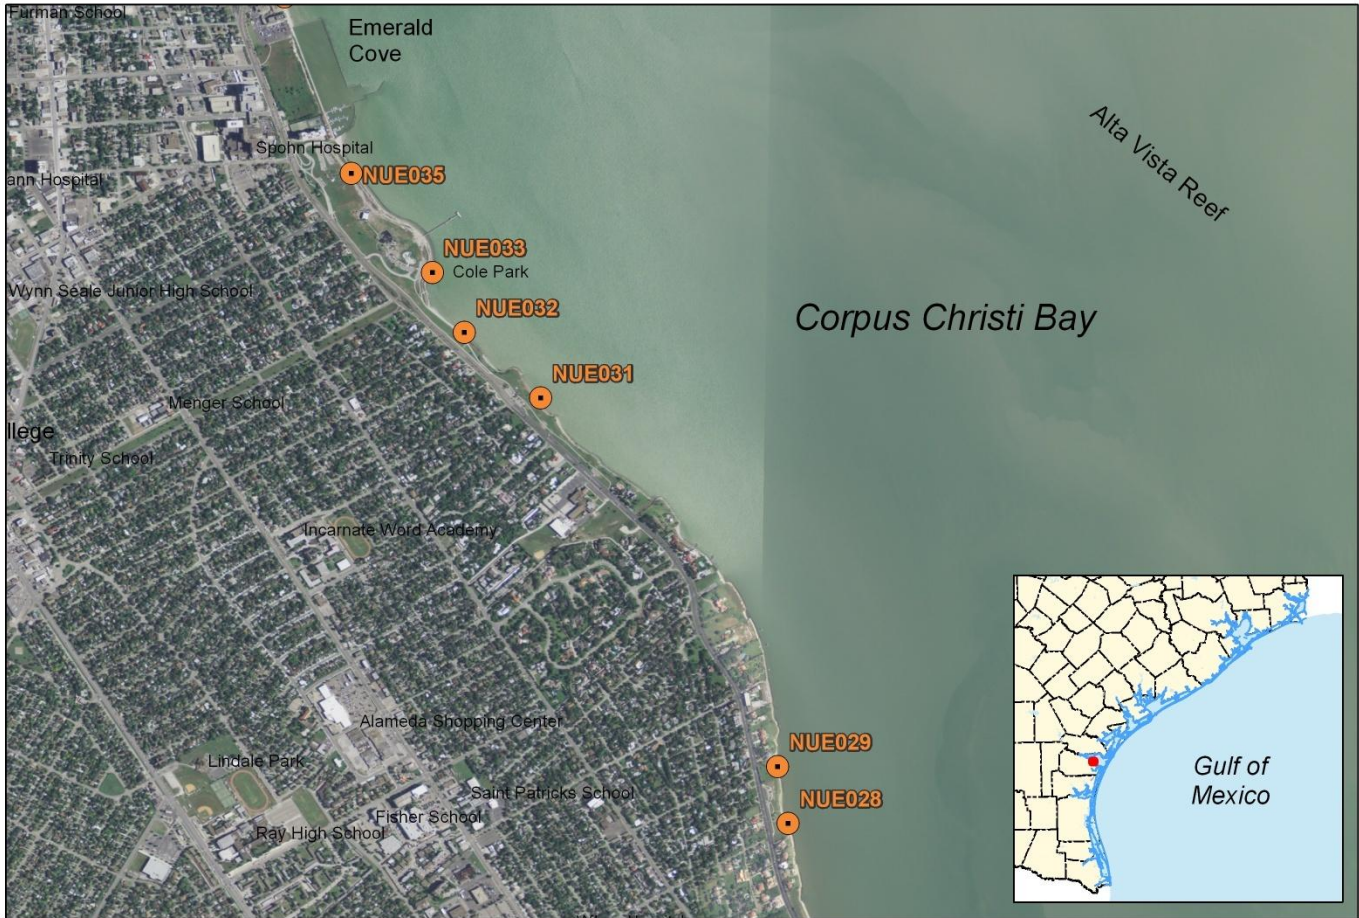 Furman School
Emerald
Cove
Alta Vista Reef
Spohn Hospital
ann Hospital
NUE035
NUE033
Cole Park
Wynn Seale Junior High School
NUE032
Corpus Christi Bay
NUE031
Menger School
llege
Trinity School
Incarnate Word Academy
Alameda Shopping Center
NUE029
Lindale Park
Saint Patricks School
NUE028
Fisher School
Ray High School
Gulf of
Mexico